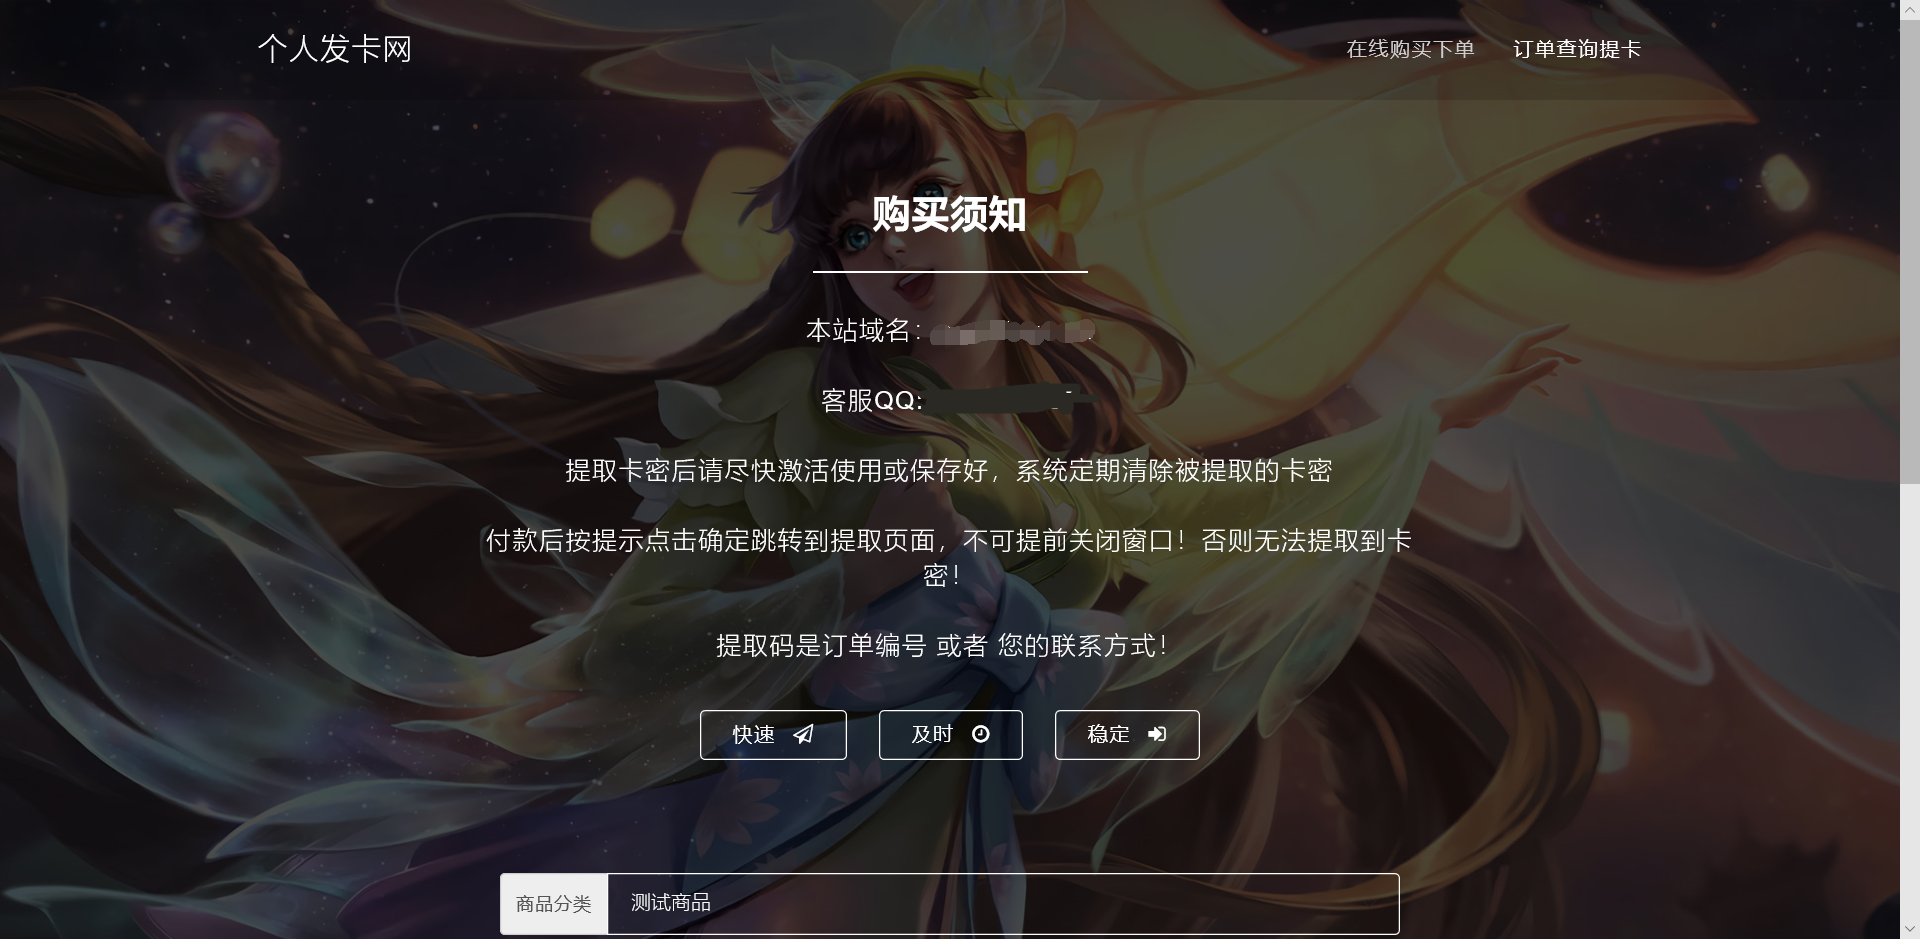 个人发卡网
在线购买下单
订单查询提卡
购买须知
本站域名：
客服QQ:
提取卡密后请尽快激活使用或保存好，系统定期清除被提取的卡密
付款后按提示点击确定跳转到提取页面，不可提前关闭窗口！否则无法提取到卡
密！
提取码是订单编号 或者 您的联系方式！
快速
及时
稳定
商品分类
测试商品